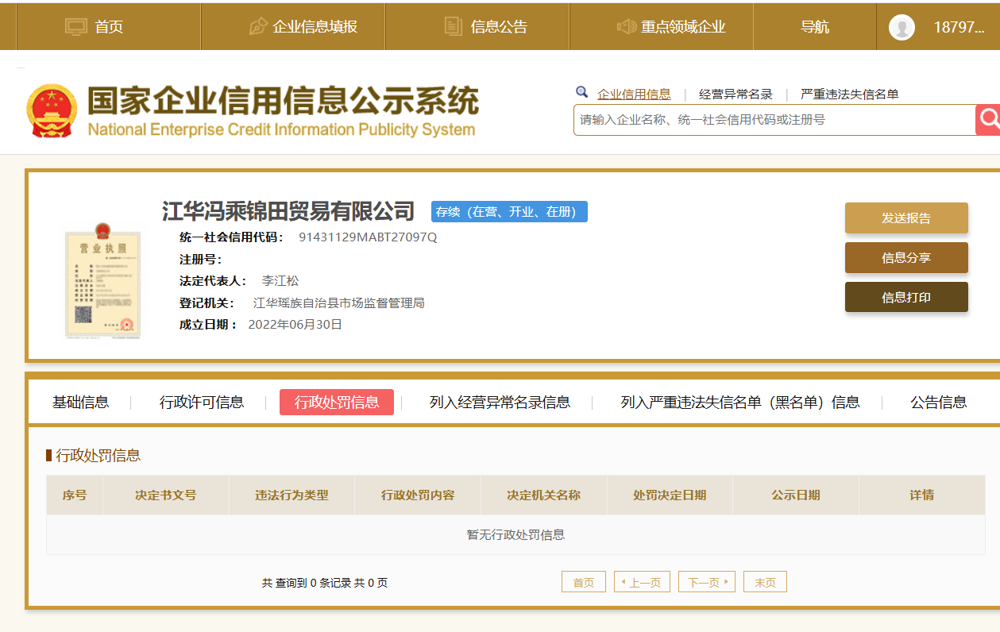 首页 企业信息填报 信息公告 重点领域企业 导航 18797...
企业信用信息 | 经营异常名录 | 严重违法失信名单
国家企业信用信息公示系统
National Enterprise Credit Information Publicity System
请输入企业名称、统一社会信用代码或注册号
江华冯乘锦田贸易有限公司 存续（在营、开业、在册）
营业执照
统一社会信用代码： 91431129MABT27097Q
注册号：
法定代表人： 李江松
登记机关： 江华瑶族自治县市场监督管理局
成立日期： 2022年06月30日
发送报告
信息分享
信息打印
基础信息 | 行政许可信息 | 行政处罚信息 | 列入经营异常名录信息 | 列入严重违法失信名单（黑名单）信息 | 公告信息
行政处罚信息
序号 决定书文号 违法行为类型 行政处罚内容 决定机关名称 处罚决定日期 公示日期 详情
暂无行政处罚信息
共 查询到 0 条记录 共 0 页 首页 上一页 下一页 末页